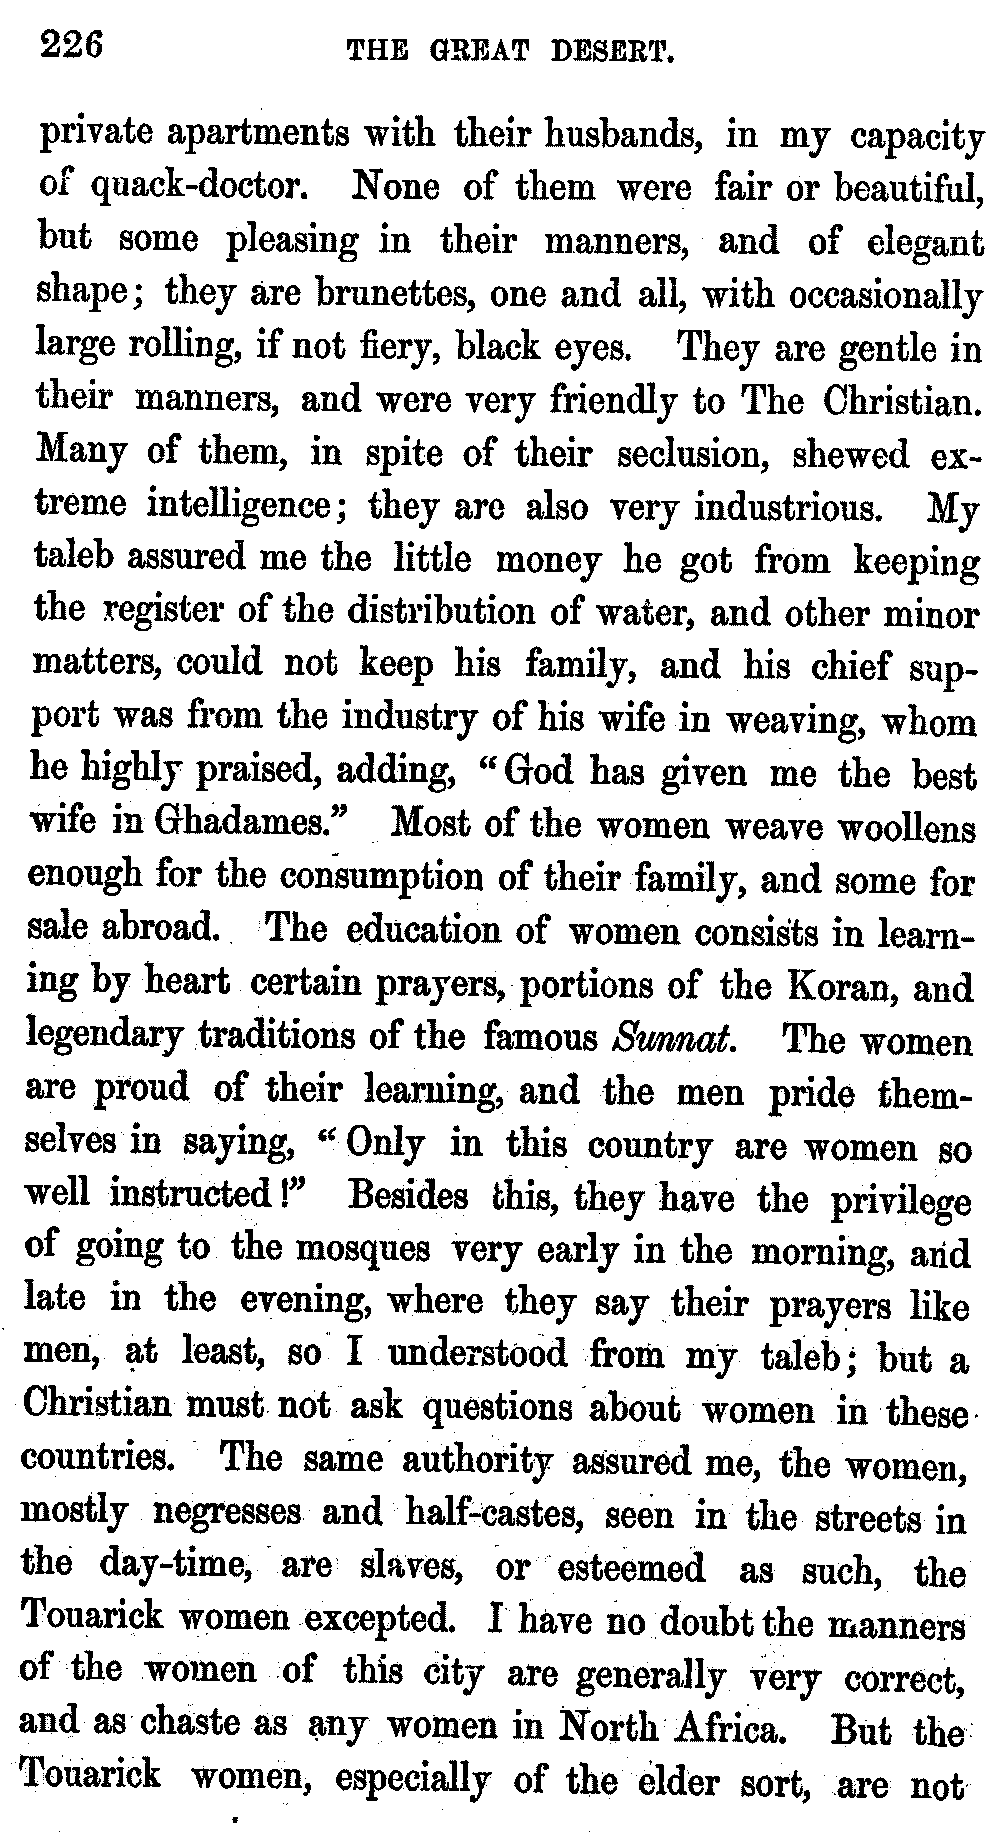 226 THE GREAT DESERT.
private apartments with their husbands, in my capacity
of quack-doctor. None of them were fair or beautiful,
but some pleasing in their manners, and of elegant
shape; they are brunettes, one and all, with occasionally
large rolling, if not fiery, black eyes. They are gentle in
their manners, and were very friendly to The Christian.
Many of them, in spite of their seclusion, shewed ex-
treme intelligence; they are also very industrious. My
taleb assured me the little money he got from keeping
the register of the distribution of water, and other minor
matters, could not keep his family, and his chief sup-
port was from the industry of his wife in weaving, whom
he highly praised, adding, “God has given me the best
wife in Ghadames.” Most of the women weave woollens
enough for the consumption of their family, and some for
sale abroad. The education of women consists in learn-
ing by heart certain prayers, portions of the Koran, and
legendary traditions of the famous Sunnat. The women
are proud of their learning, and the men pride them-
selves in saying, “Only in this country are women so
well instructed!” Besides this, they have the privilege
of going to the mosques very early in the morning, and
late in the evening, where they say their prayers like
men, at least, so I understood from my taleb; but a
Christian must not ask questions about women in these
countries. The same authority assured me, the women,
mostly negresses and half-castes, seen in the streets in
the day-time, are slaves, or esteemed as such, the
Touarick women excepted. I have no doubt the manners
of the women of this city are generally very correct,
and as chaste as any women in North Africa. But the
Touarick women, especially of the elder sort, are not